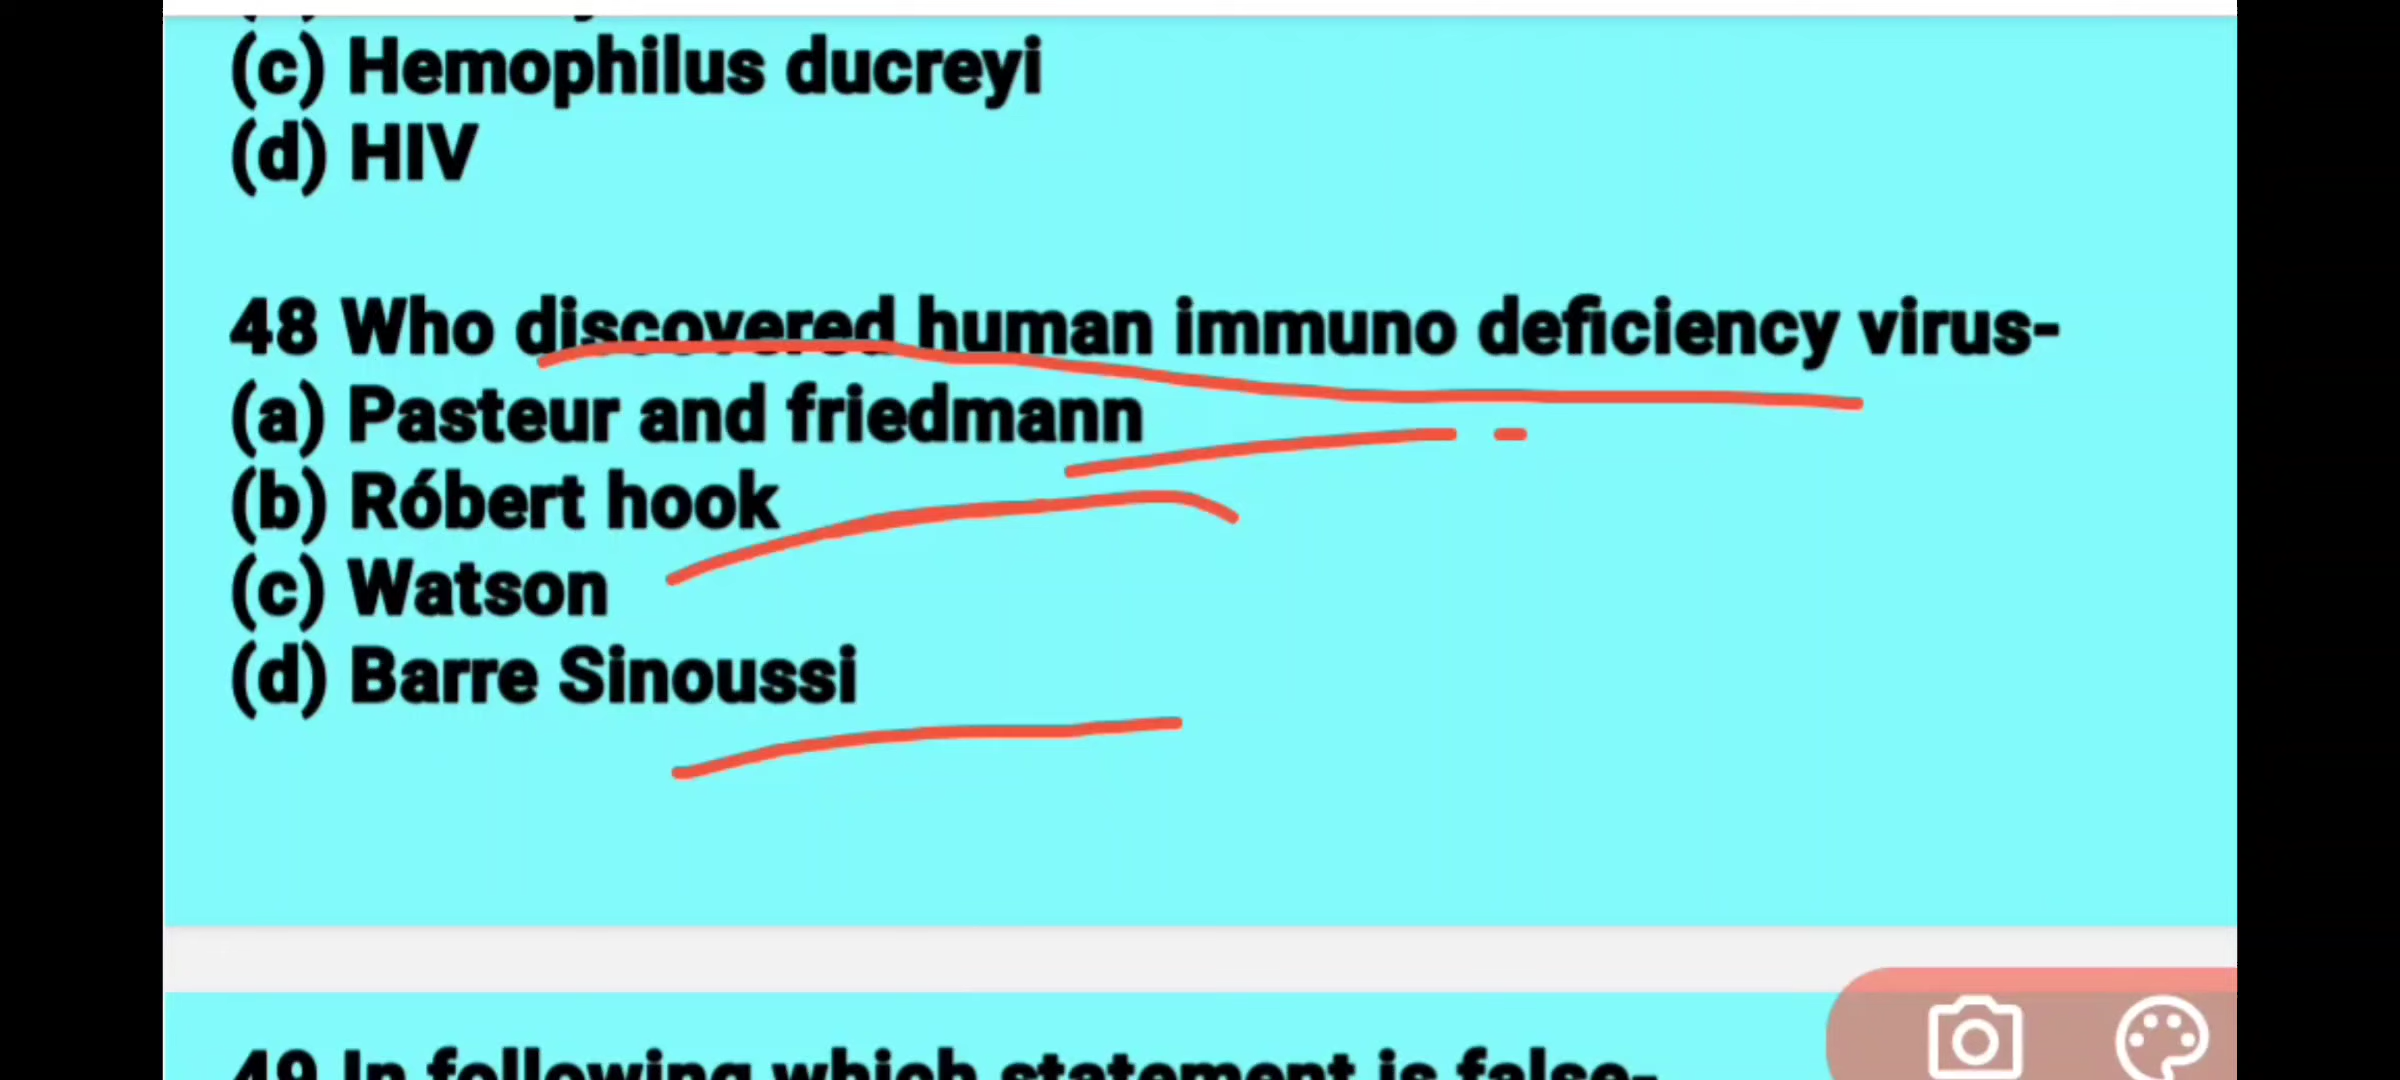 (c) Hemophilus ducreyi
(d) HIV
48 Who discovered human immuno deficiency virus-
(a) Pasteur and friedmann
(b) Róbert hook
(c) Watson
(d) Barre Sinoussi
49 In following which statement is false-